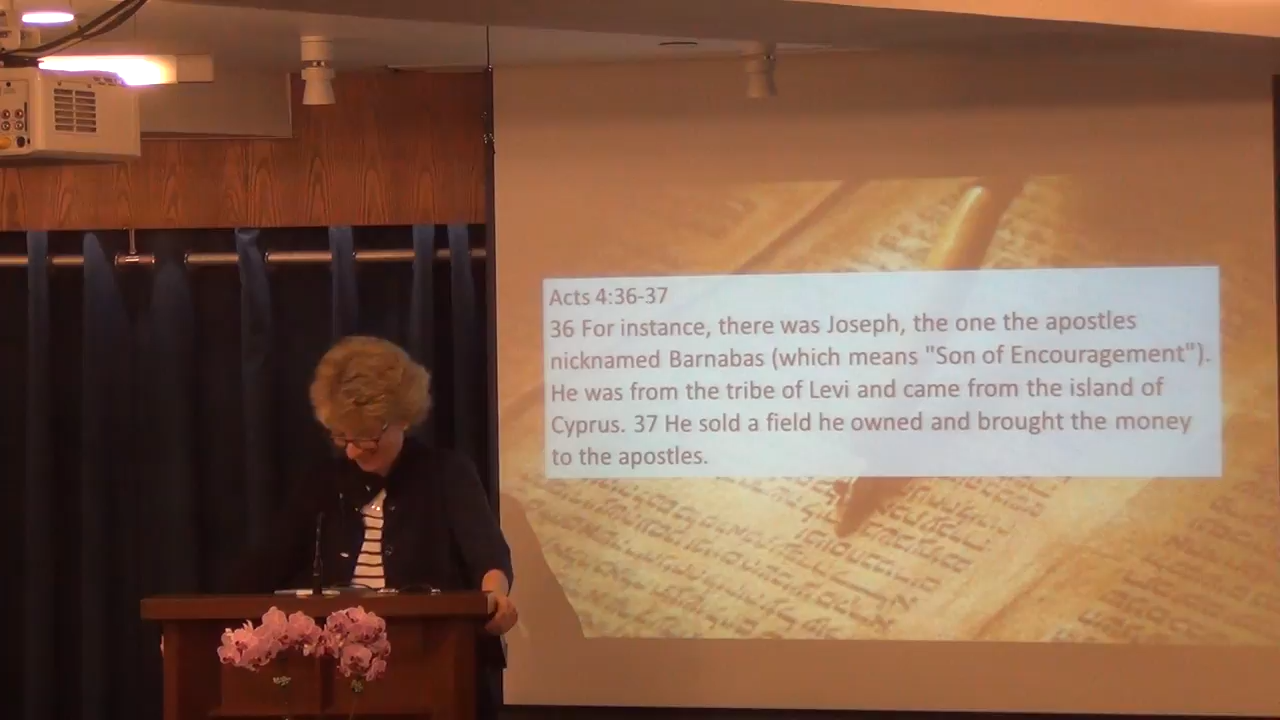 Acts 4:36-37
36 For instance, there was Joseph, the one the apostles
nicknamed Barnabas (which means "Son of Encouragement").
He was from the tribe of Levi and came from the island of
Cyprus. 37 He sold a field he owned and brought the money
to the apostles.